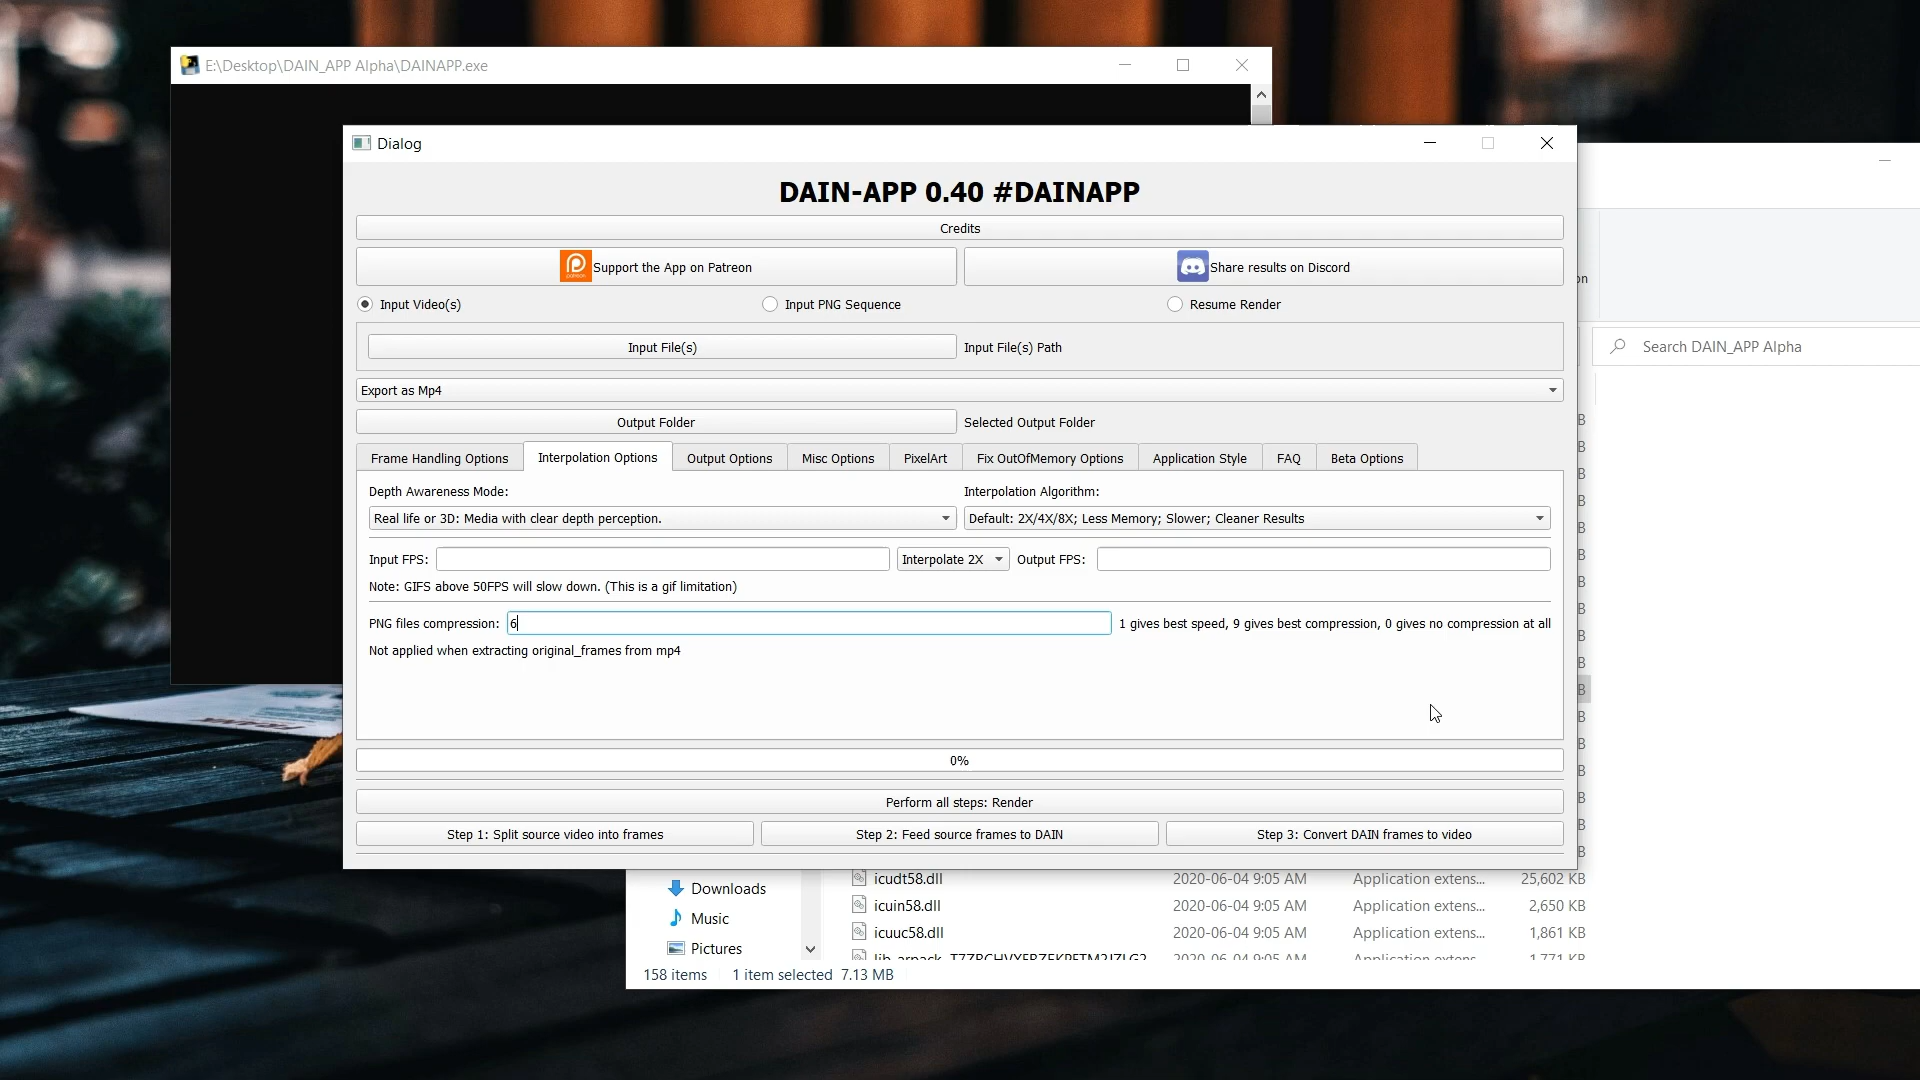 E:\Desktop\DAIN_APP Alpha\DAINAPP.exe
Dialog
DAIN-APP 0.40 #DAINAPP
Credits
Support the App on Patreon
Share results on Discord
Input Video(s)
Input PNG Sequence
Resume Render
Input File(s)
Input File(s) Path
Search DAIN_APP Alpha
Export as Mp4
Output Folder
Selected Output Folder
Frame Handling Options
Interpolation Options
Output Options
Misc Options
PixelArt
Fix OutOfMemory Options
Application Style
FAQ
Beta Options
Depth Awareness Mode:
Interpolation Algorithm:
Real life or 3D: Media with clear depth perception.
Default: 2X/4X/8X; Less Memory; Slower; Cleaner Results
Input FPS:
Interpolate 2X
Output FPS:
Note: GIFS above 50FPS will slow down. (This is a gif limitation)
PNG files compression:
6
1 gives best speed, 9 gives best compression, 0 gives no compression at all
Not applied when extracting original_frames from mp4
0%
Perform all steps: Render
Step 1: Split source video into frames
Step 2: Feed source frames to DAIN
Step 3: Convert DAIN frames to video
Downloads
icudt58.dll 2020-06-04 9:05 AM Application extens... 25,602 KB
Music
icuin58.dll 2020-06-04 9:05 AM Application extens... 2,650 KB
Pictures
icuuc58.dll 2020-06-04 9:05 AM Application extens... 1,861 KB
158 items 1 item selected 7.13 MB